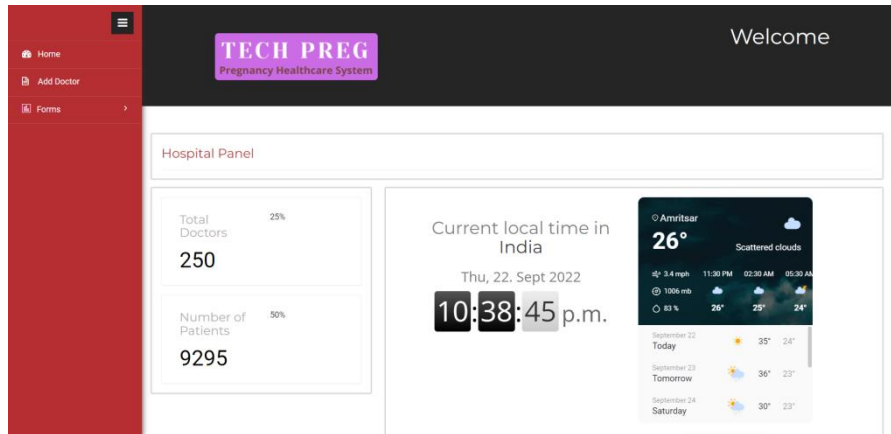 Home
Add Doctor
Forms
TECH PREG
Pregnancy Healthcare System
Welcome
Hospital Panel
Total
Doctors
25%
250
Number of
Patients
50%
9295
Current local time in
India
Thu, 22. Sept 2022
10:38:45 p.m.
Amritsar
26°
Scattered clouds
3.4 mph 11:30 PM 02:30 AM 05:30 AM
1006 mb
83 % 26° 25° 24°
September 22
Today 35° 24°
September 23
Tomorrow 36° 23°
September 24
Saturday 30° 23°